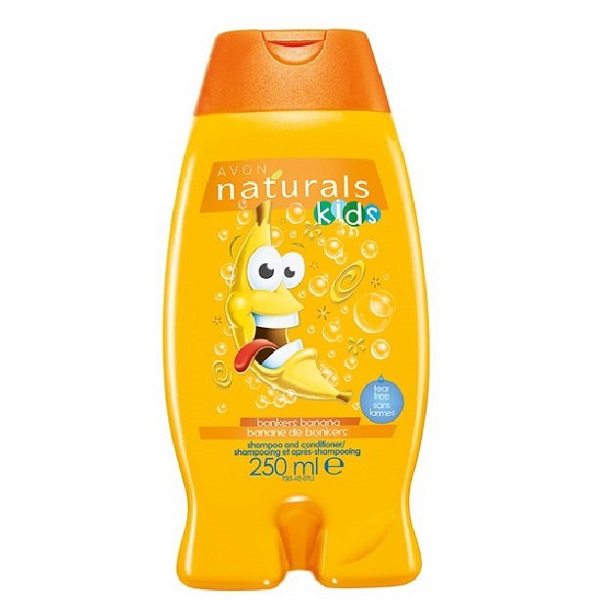 AVON
naturals
kids
tear
free
sans
larmes
bonkers banana
banane de bonkers
shampoo and conditioner/
shampooing et après-shampooing
250 ml e